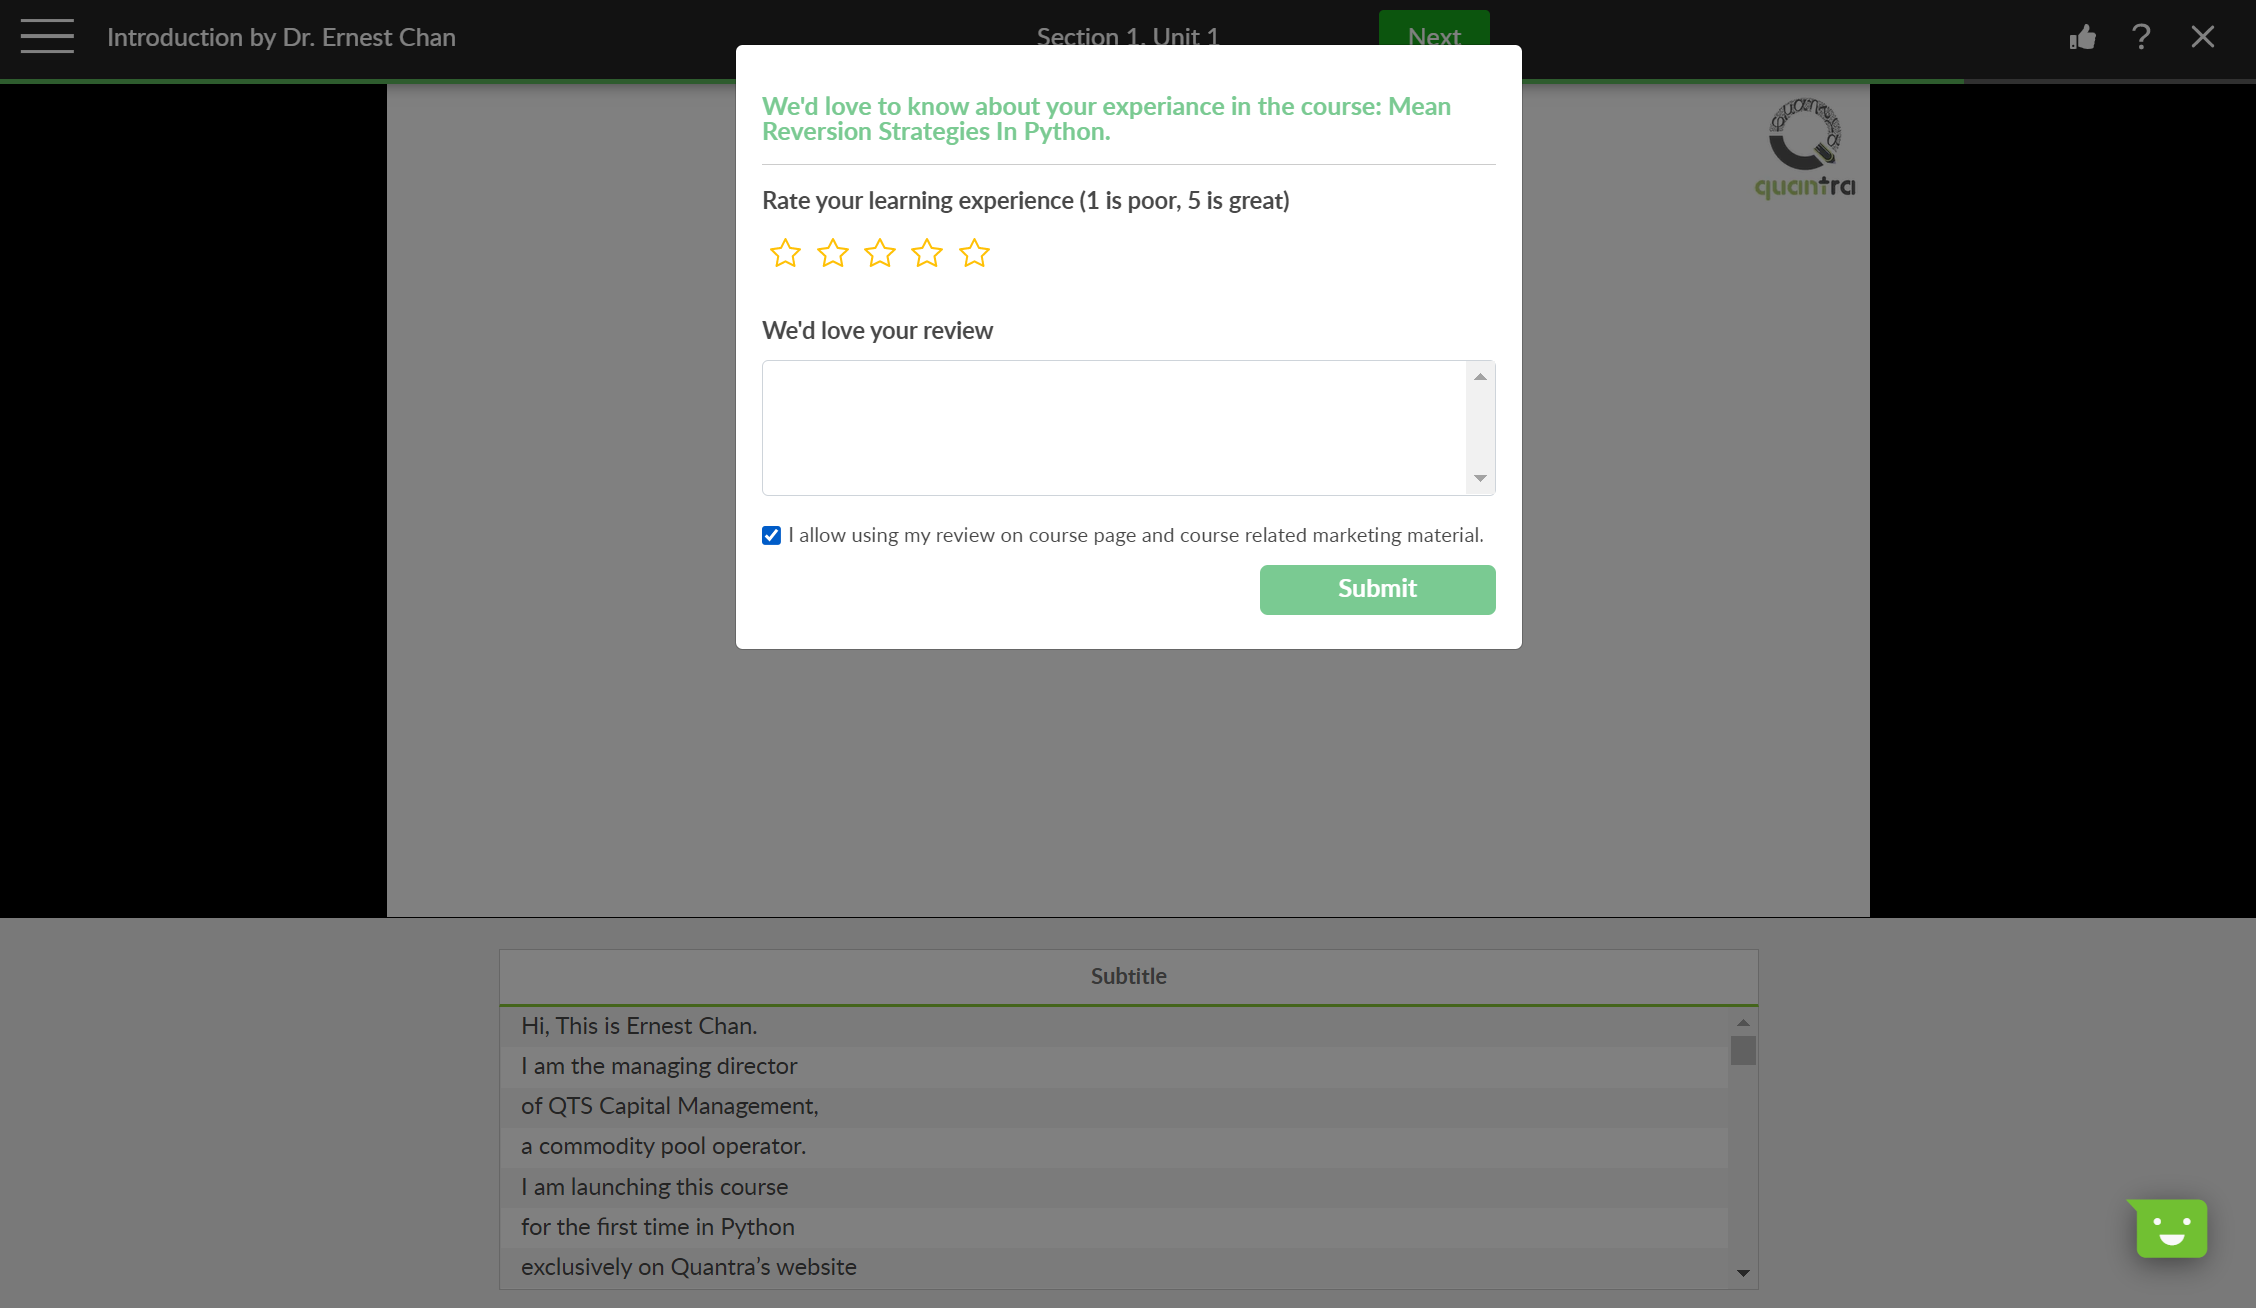 Introduction by Dr. Ernest Chan
Section 1, Unit 1
Next
?
We'd love to know about your experiance in the course: Mean
Reversion Strategies In Python.
Rate your learning experience (1 is poor, 5 is great)
We'd love your review
I allow using my review on course page and course related marketing material.
Submit
quantra
Subtitle
Hi, This is Ernest Chan.
I am the managing director
of QTS Capital Management,
a commodity pool operator.
I am launching this course
for the first time in Python
exclusively on Quantra’s website